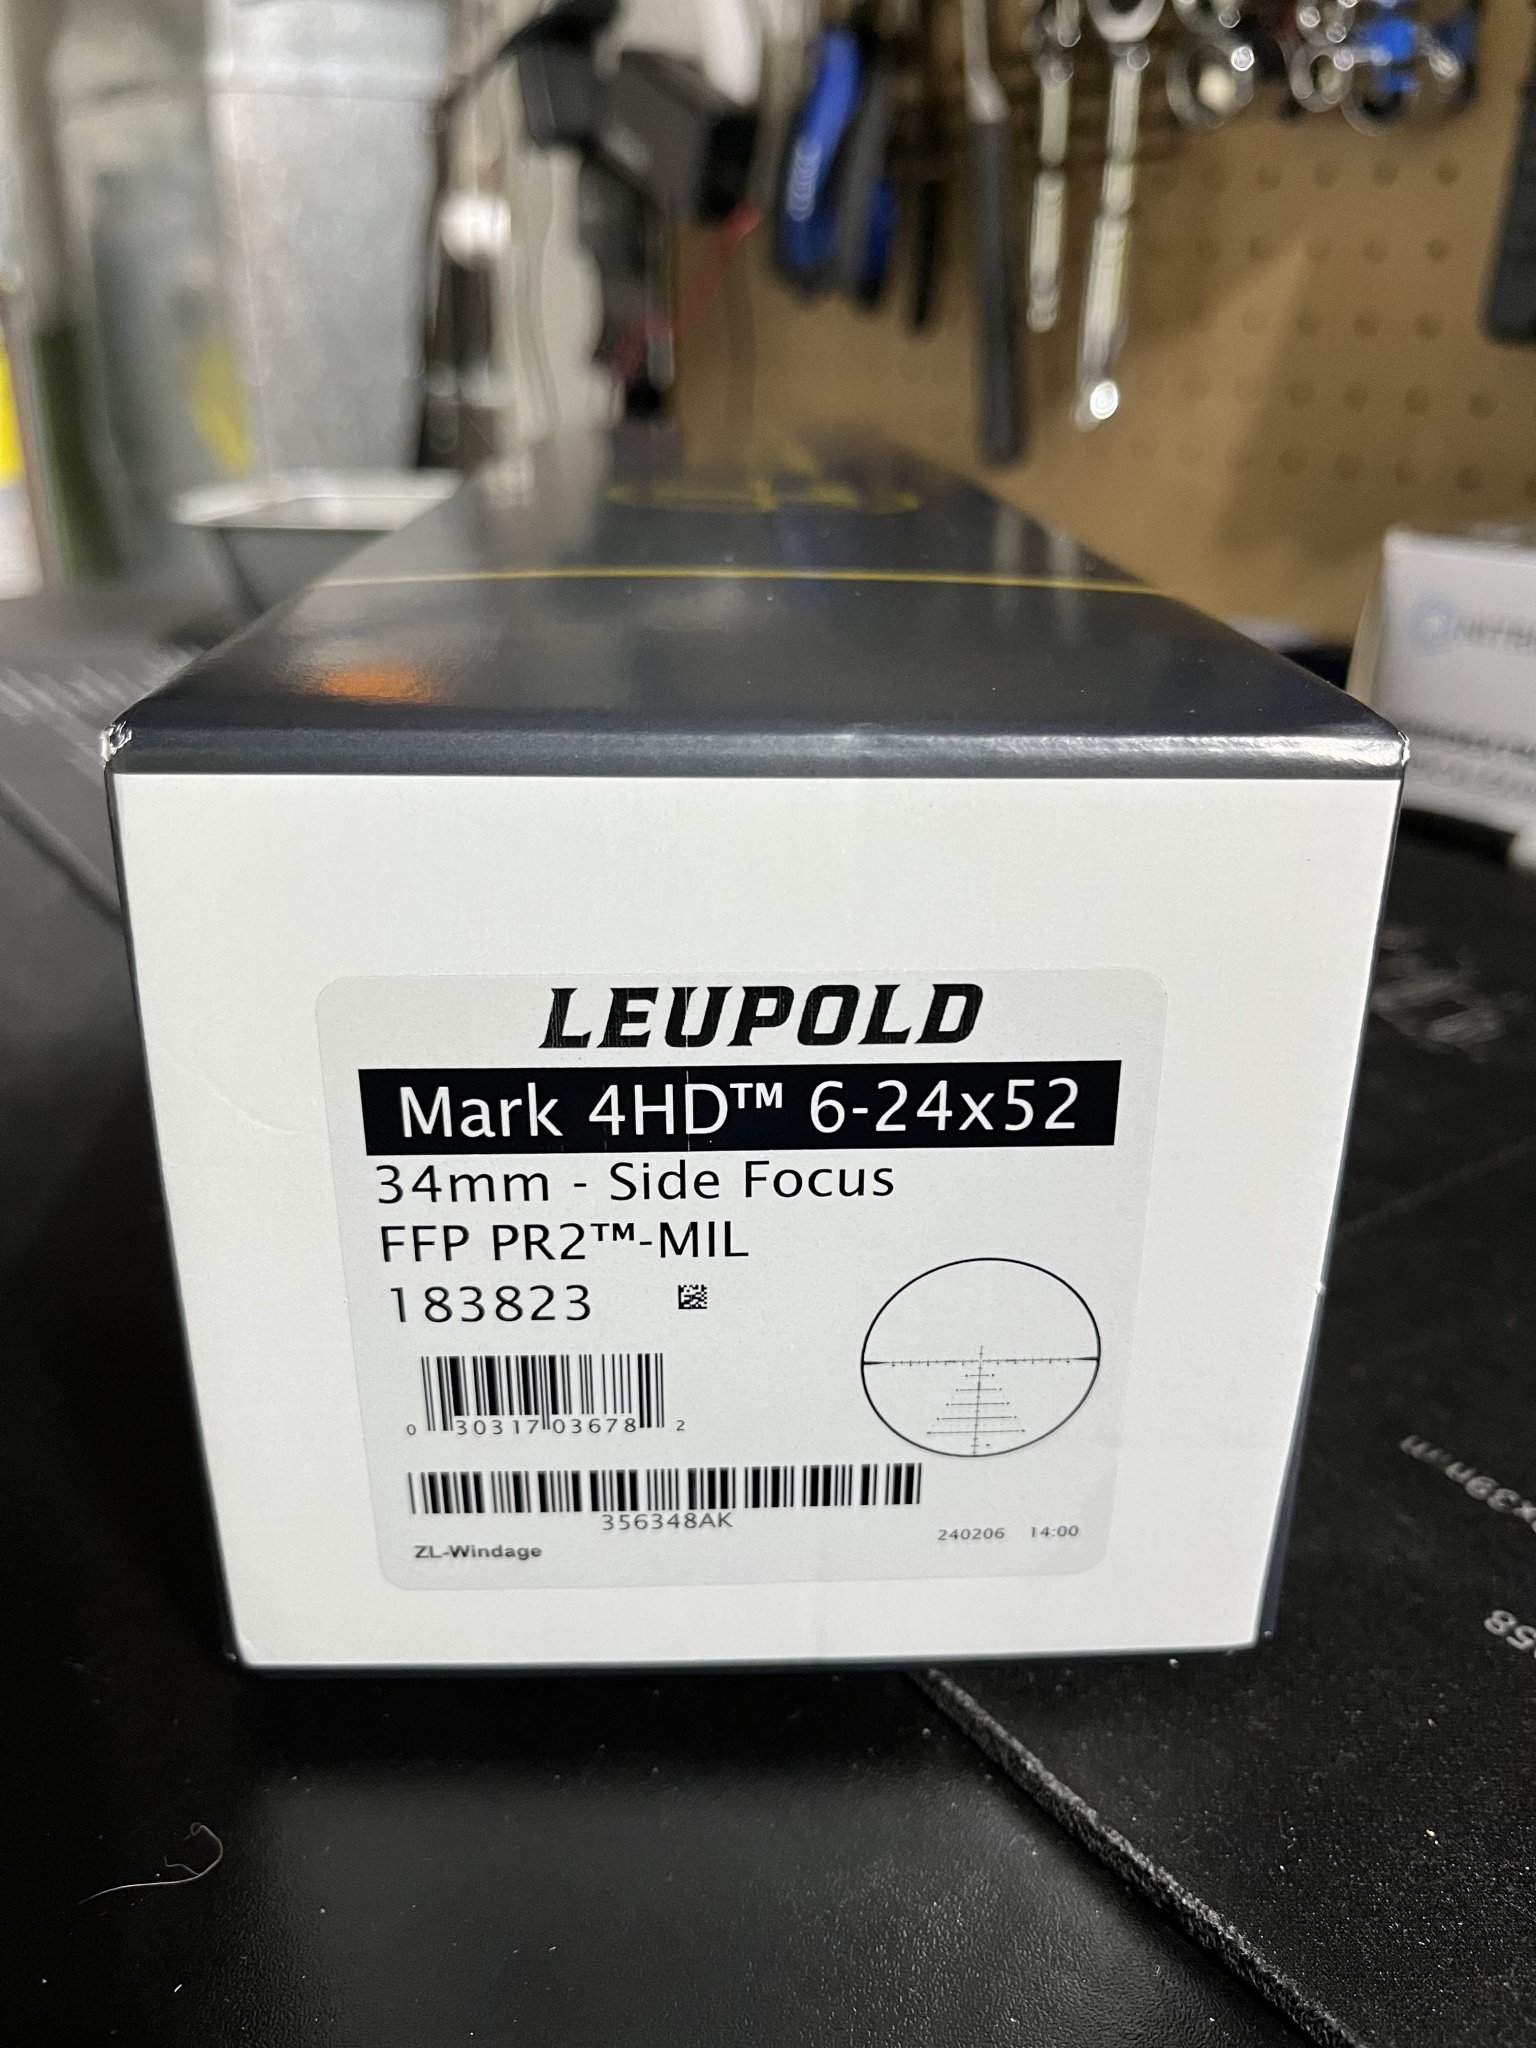 LEUPOLD
Mark 4HD™ 6-24x52
34mm - Side Focus
FFP PR2™-MIL
183823
0 30317 03678 2
356348AK
ZL-Windage
240206 14:00